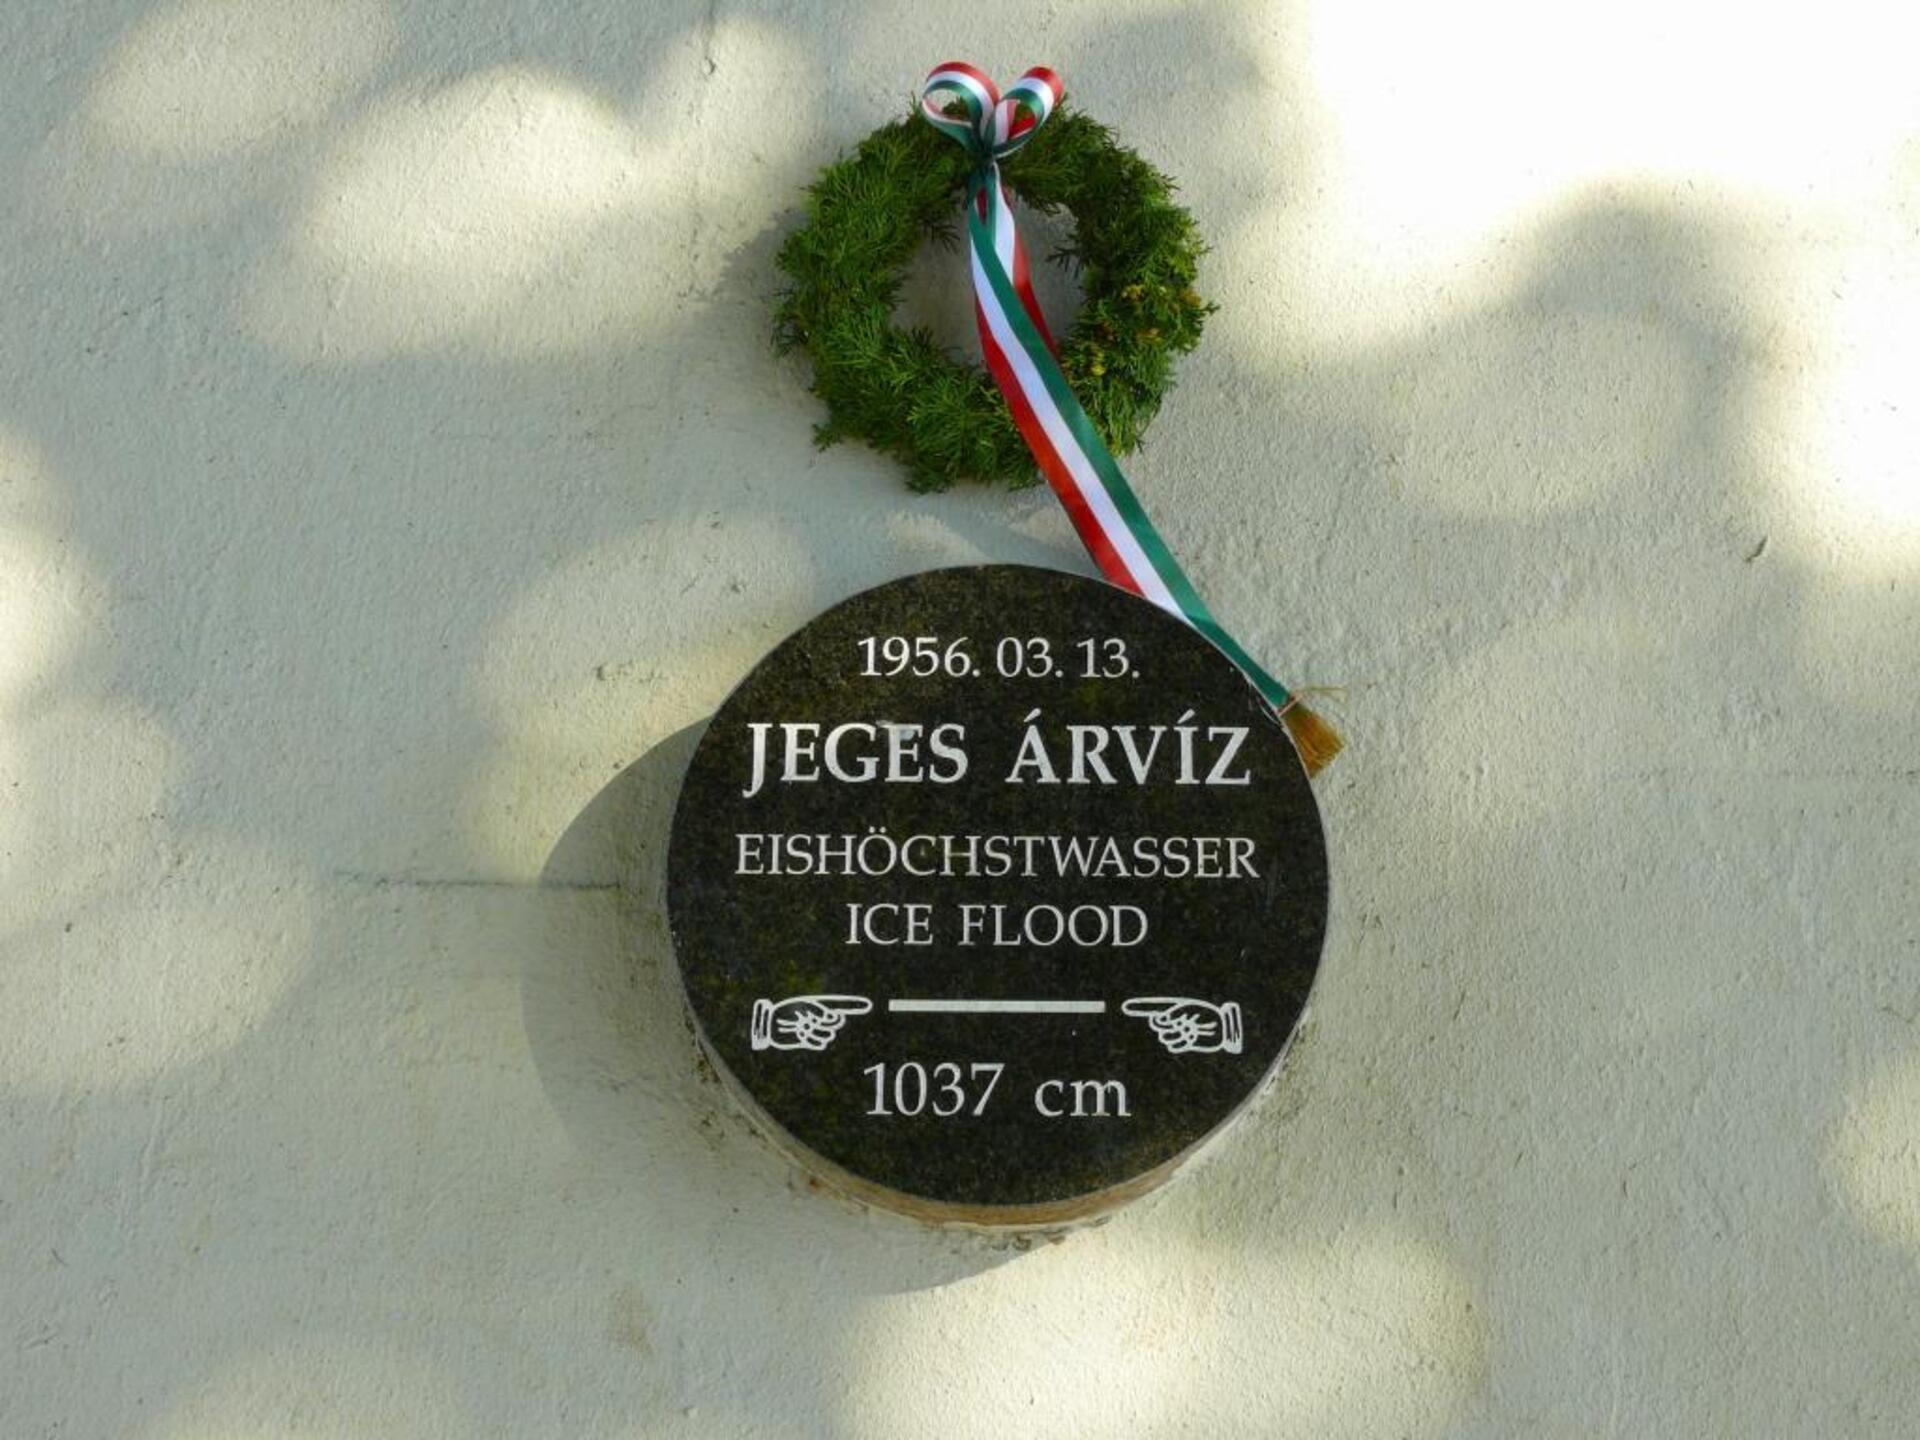 1956. 03. 13.
JEGES ÁRVÍZ
EISHÖCHSTWASSER
ICE FLOOD
1037 cm